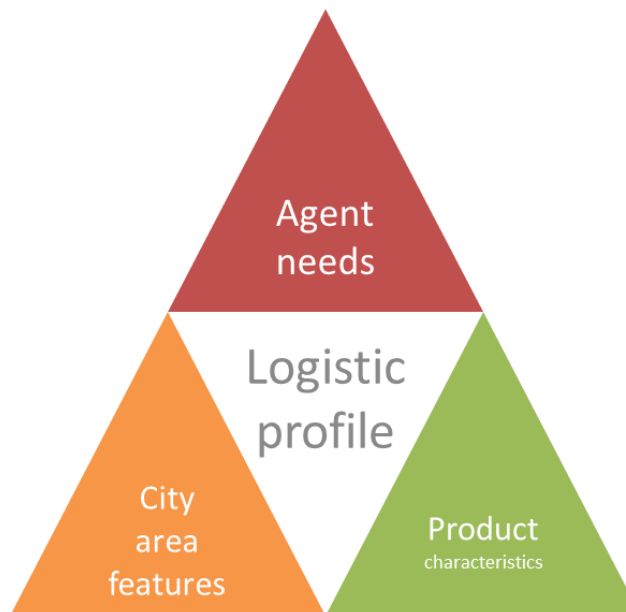 Agent
needs
Logistic
profile
City
area
features
Product
characteristics